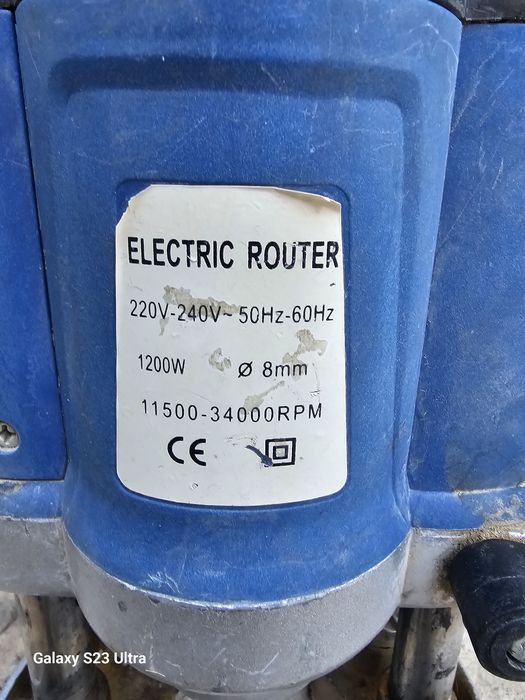 ELECTRIC ROUTER
220V-240V~ 50Hz-60Hz
1200W Ø 8mm
11500-34000RPM
CE
Galaxy S23 Ultra